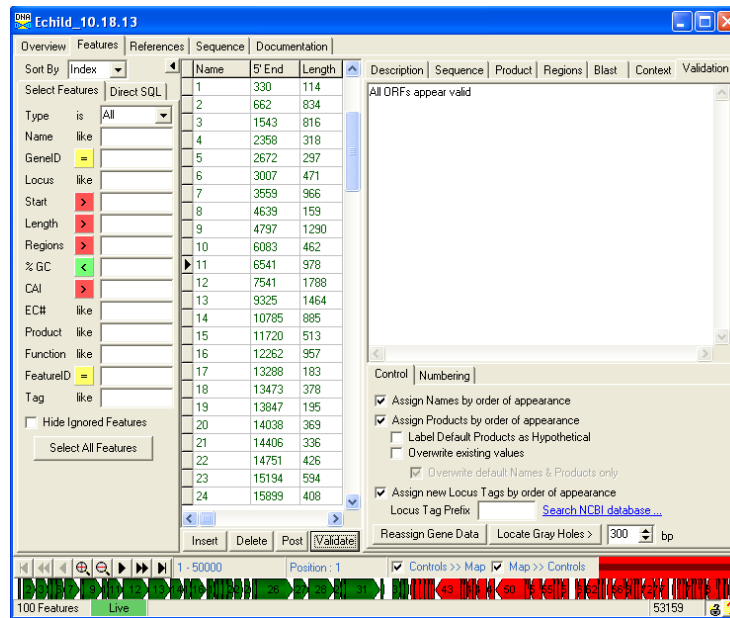 DNA Echild_10.18.13
Overview Features References Sequence Documentation
Sort By Index
Select Features Direct SQL
Type is All
Name like
GeneID =
Locus like
Start >
Length >
Regions >
% GC <
CAI >
EC# like
Product like
Function like
FeatureID =
Tag like
Hide Ignored Features
Select All Features
Name 5' End Length
1 330 114
2 662 834
3 1543 816
4 2358 318
5 2672 297
6 3007 471
7 3559 966
8 4639 159
9 4797 1290
10 6083 462
11 6541 978
12 7541 1788
13 9325 1464
14 10785 885
15 11720 513
16 12262 957
17 13288 183
18 13473 378
19 13847 195
20 14038 369
21 14406 336
22 14751 426
23 15194 594
24 15899 408
Insert Delete Post Validate
Description Sequence Product Regions Blast Context Validation
All ORFs appear valid
Control Numbering
Assign Names by order of appearance
Assign Products by order of appearance
Label Default Products as Hypothetical
Overwrite existing values
Overwrite default Names & Products only
Assign new Locus Tags by order of appearance
Locus Tag Prefix Search NCBI database ...
Reassign Gene Data Locate Gray Holes > 300 bp
1 - 50000 Position : 1 Controls >> Map Map >> Controls
9 12 26 28 31 43 50
100 Features Live 53159